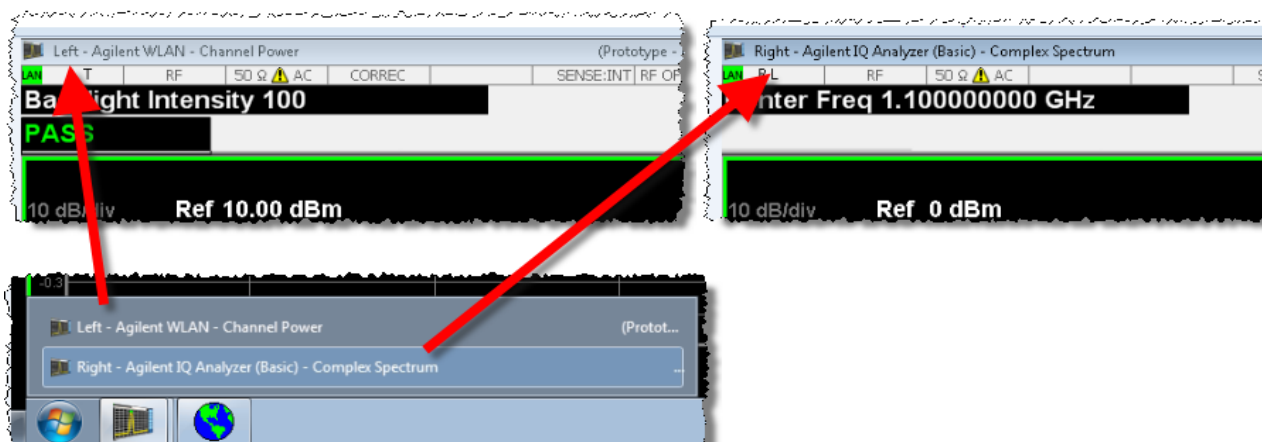 Left - Agilent WLAN - Channel Power (Prototype -
LAN T RF 50 Ω AC CORREC SENSE:INT RF OF
PASS
10 dB/div Ref 10.00 dBm
Right - Agilent IQ Analyzer (Basic) - Complex Spectrum
LAN R L RF 50 Ω AC S
Freq 1.100000000 GHz
10 dB/div Ref 0 dBm
Intensity 100
-0.3
Left - Agilent WLAN - Channel Power (Protot...
Right - Agilent IQ Analyzer (Basic) - Complex Spectrum ...